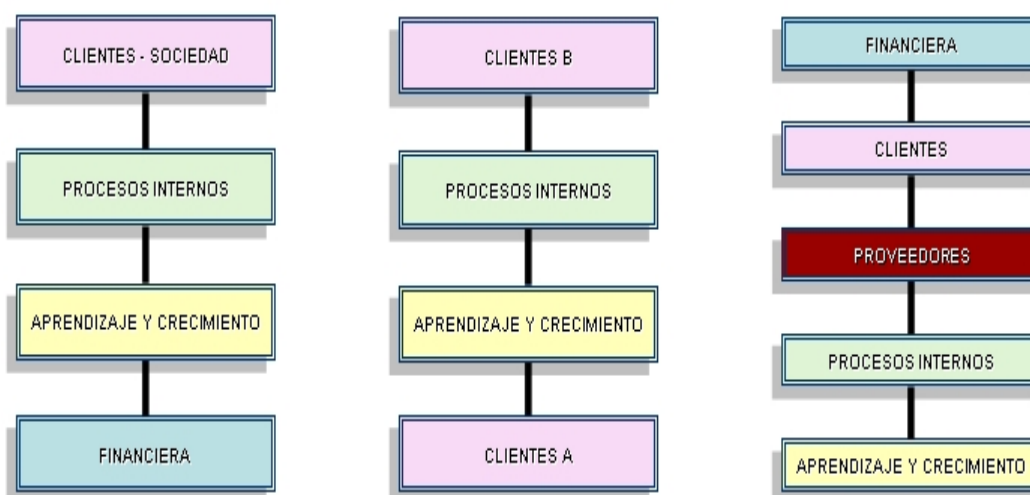 CLIENTES - SOCIEDAD
PROCESOS INTERNOS
APRENDIZAJE Y CRECIMIENTO
FINANCIERA
CLIENTES B
PROCESOS INTERNOS
APRENDIZAJE Y CRECIMIENTO
CLIENTES A
FINANCIERA
CLIENTES
PROVEEDORES
PROCESOS INTERNOS
APRENDIZAJE Y CRECIMIENTO